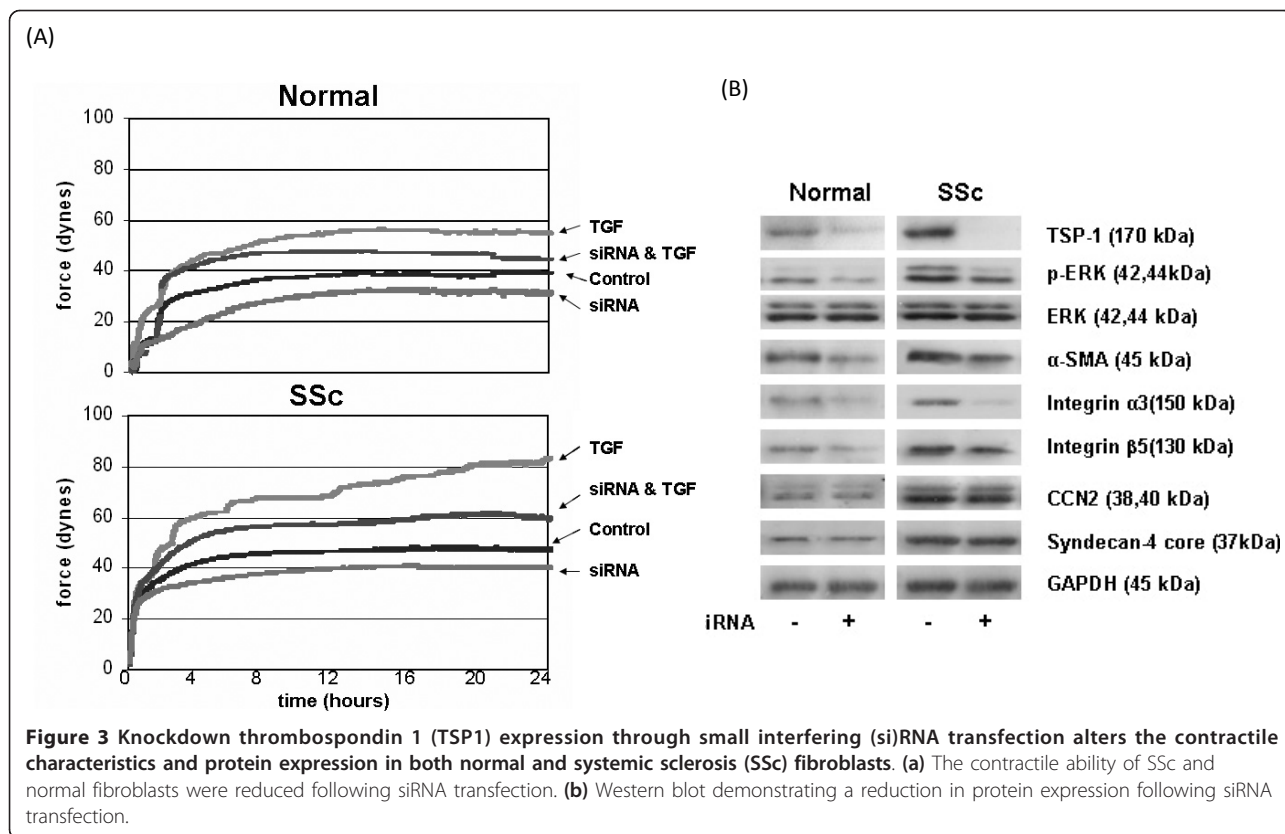 (A)
Normal
100
80
60
40
20
0
force (dynes)
TGF
siRNA & TGF
Control
siRNA
SSc
100
80
60
40
20
0
force (dynes)
0 4 8 12 16 20 24
time (hours)
TGF
siRNA & TGF
Control
siRNA
(B)
Normal SSc
TSP-1 (170 kDa)
p-ERK (42,44kDa)
ERK (42,44 kDa)
α-SMA (45 kDa)
Integrin α3(150 kDa)
Integrin β5(130 kDa)
CCN2 (38,40 kDa)
Syndecan-4 core (37kDa)
GAPDH (45 kDa)
iRNA - + - +
Figure 3 Knockdown thrombospondin 1 (TSP1) expression through small interfering (si)RNA transfection alters the contractile
characteristics and protein expression in both normal and systemic sclerosis (SSc) fibroblasts. (a) The contractile ability of SSc and
normal fibroblasts were reduced following siRNA transfection. (b) Western blot demonstrating a reduction in protein expression following siRNA
transfection.